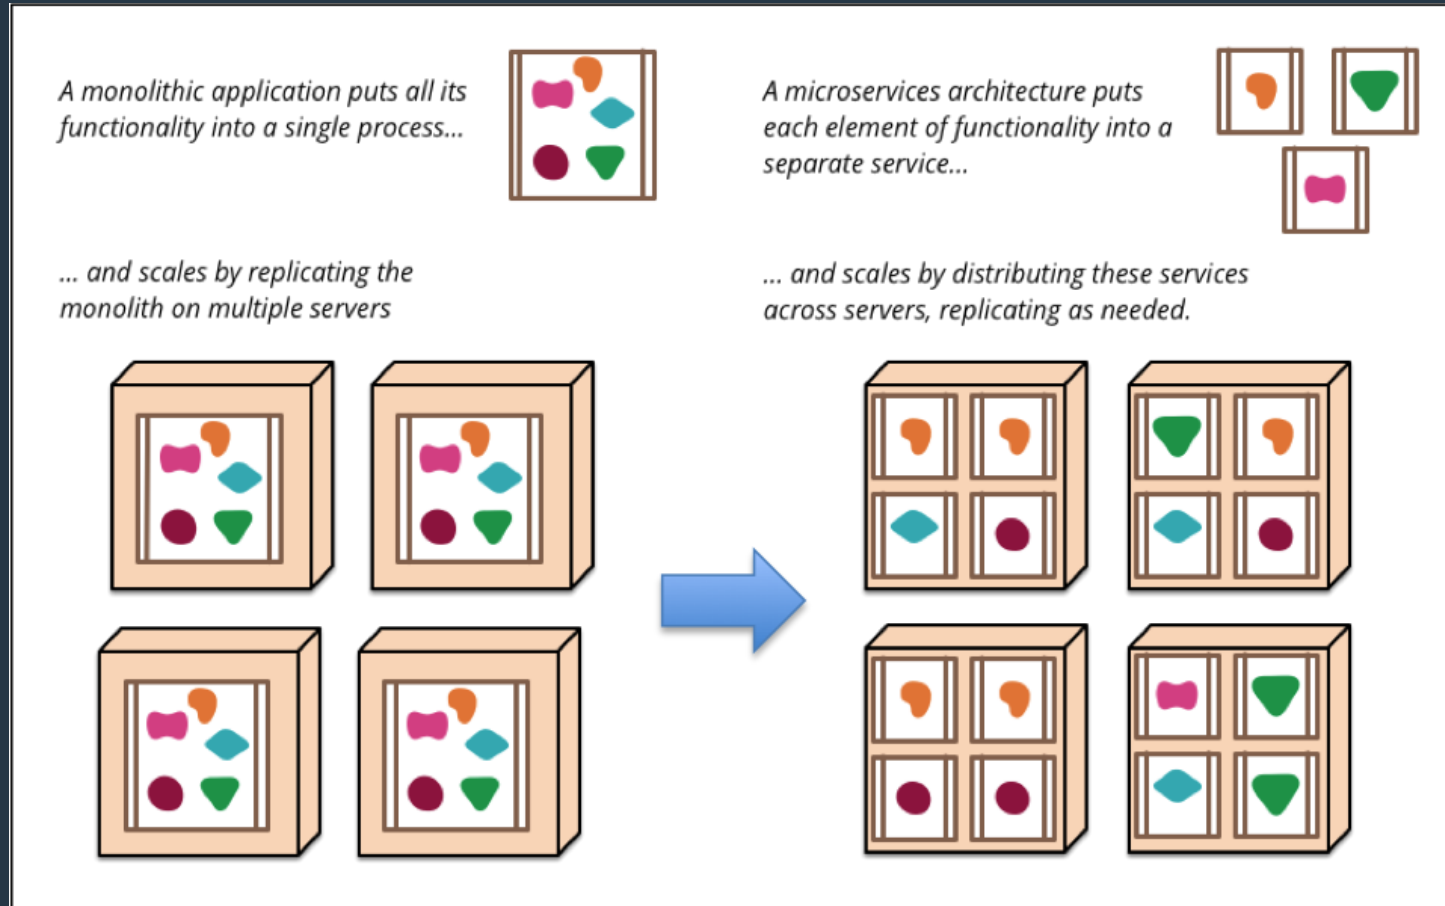 A monolithic application puts all its
functionality into a single process...
... and scales by replicating the
monolith on multiple servers
A microservices architecture puts
each element of functionality into a
separate service...
... and scales by distributing these services
across servers, replicating as needed.